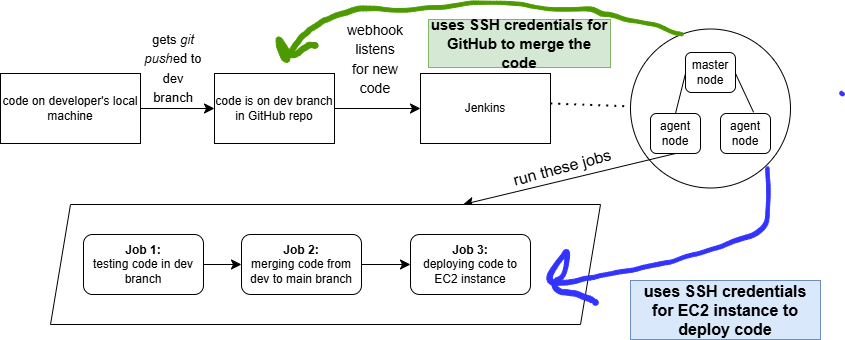 gets git
pushed to
dev
branch
webhook
listens
for new
code
uses SSH credentials for
GitHub to merge the
code
code on developer's local
machine
code is on dev branch
in GitHub repo
Jenkins
master
node
agent
node
agent
node
run these jobs
Job 1:
testing code in dev
branch
Job 2:
merging code from
dev to main branch
Job 3:
deploying code to
EC2 instance
uses SSH credentials
for EC2 instance to
deploy code